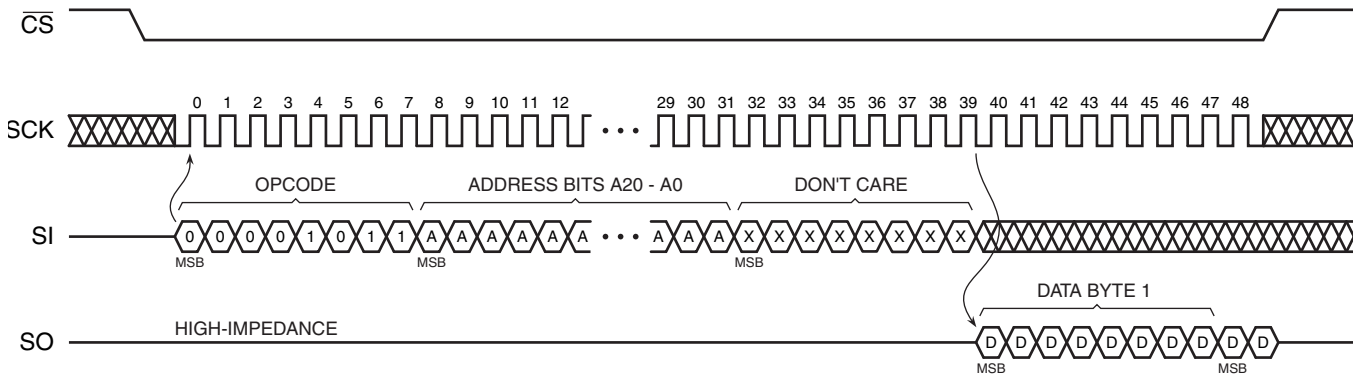 CS
0 1 2 3 4 5 6 7 8 9 10 11 12 29 30 31 32 33 34 35 36 37 38 39 40 41 42 43 44 45 46 47 48
SCK
OPCODE ADDRESS BITS A20 - A0 DON'T CARE
SI 0 0 0 0 1 0 1 1 A A A A A A A A A X X X X X X X X
MSB MSB MSB
DATA BYTE 1
HIGH-IMPEDANCE
SO D D D D D D D D D D
MSB MSB